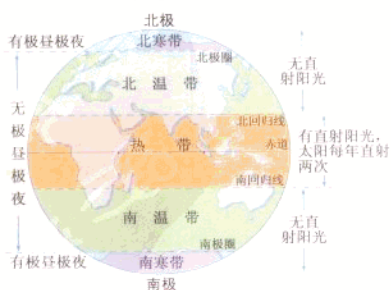 北极
有极昼极夜
北寒带
北极圈
无直
射阳光
北温带
无
极
昼
极
夜
北回归线
热带
赤道
有直射阳光,
太阳每年直射
两次
南回归线
南温带
无直
射阳光
南极圈
有极昼极夜
南寒带
南极